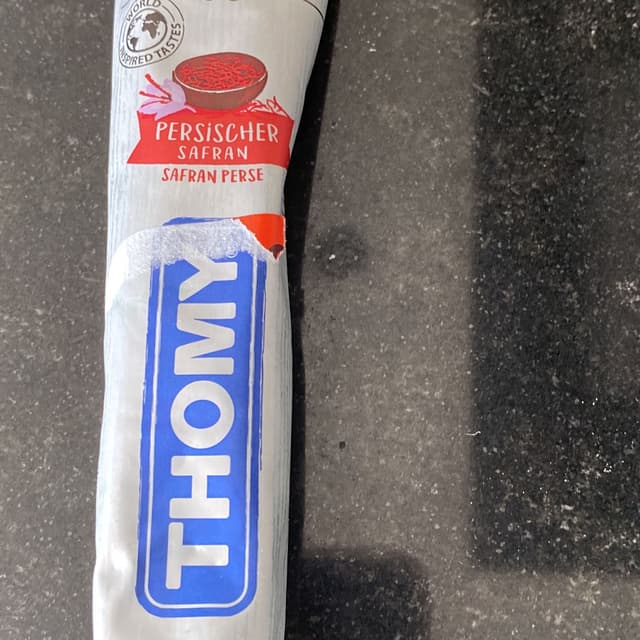 WORLD
INSPIRED TASTES
PERSISCHER
SAFRAN
SAFRAN PERSE
THOMY